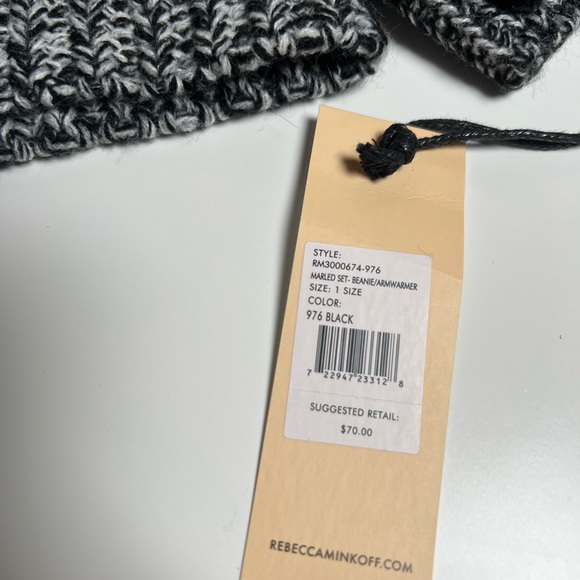 STYLE:
RM3000674-976
MARLED SET- BEANIE/ARMWARMER
SIZE: 1 SIZE
COLOR:
976 BLACK
7 22947 23312 8
SUGGESTED RETAIL:
$70.00
REBECCAMINKOFF.COM